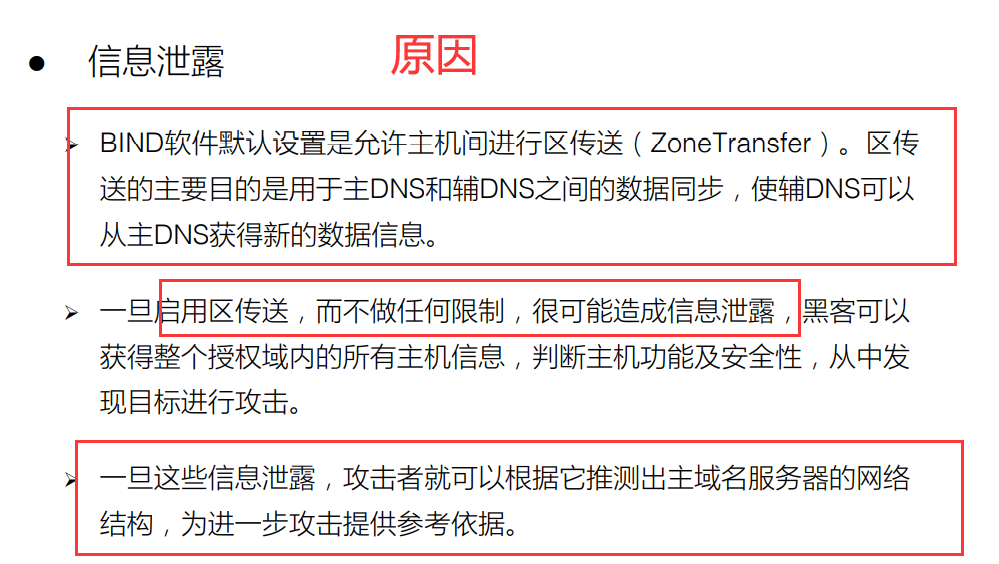 ● 信息泄露 原因
➢ BIND软件默认设置是允许主机间进行区传送（ZoneTransfer）。区传
送的主要目的是用于主DNS和辅DNS之间的数据同步，使辅DNS可以
从主DNS获得新的数据信息。
➢ 一旦启用区传送，而不做任何限制，很可能造成信息泄露，黑客可以
获得整个授权域内的所有主机信息，判断主机功能及安全性，从中发
现目标进行攻击。
➢ 一旦这些信息泄露，攻击者就可以根据它推测出主域名服务器的网络
结构，为进一步攻击提供参考依据。